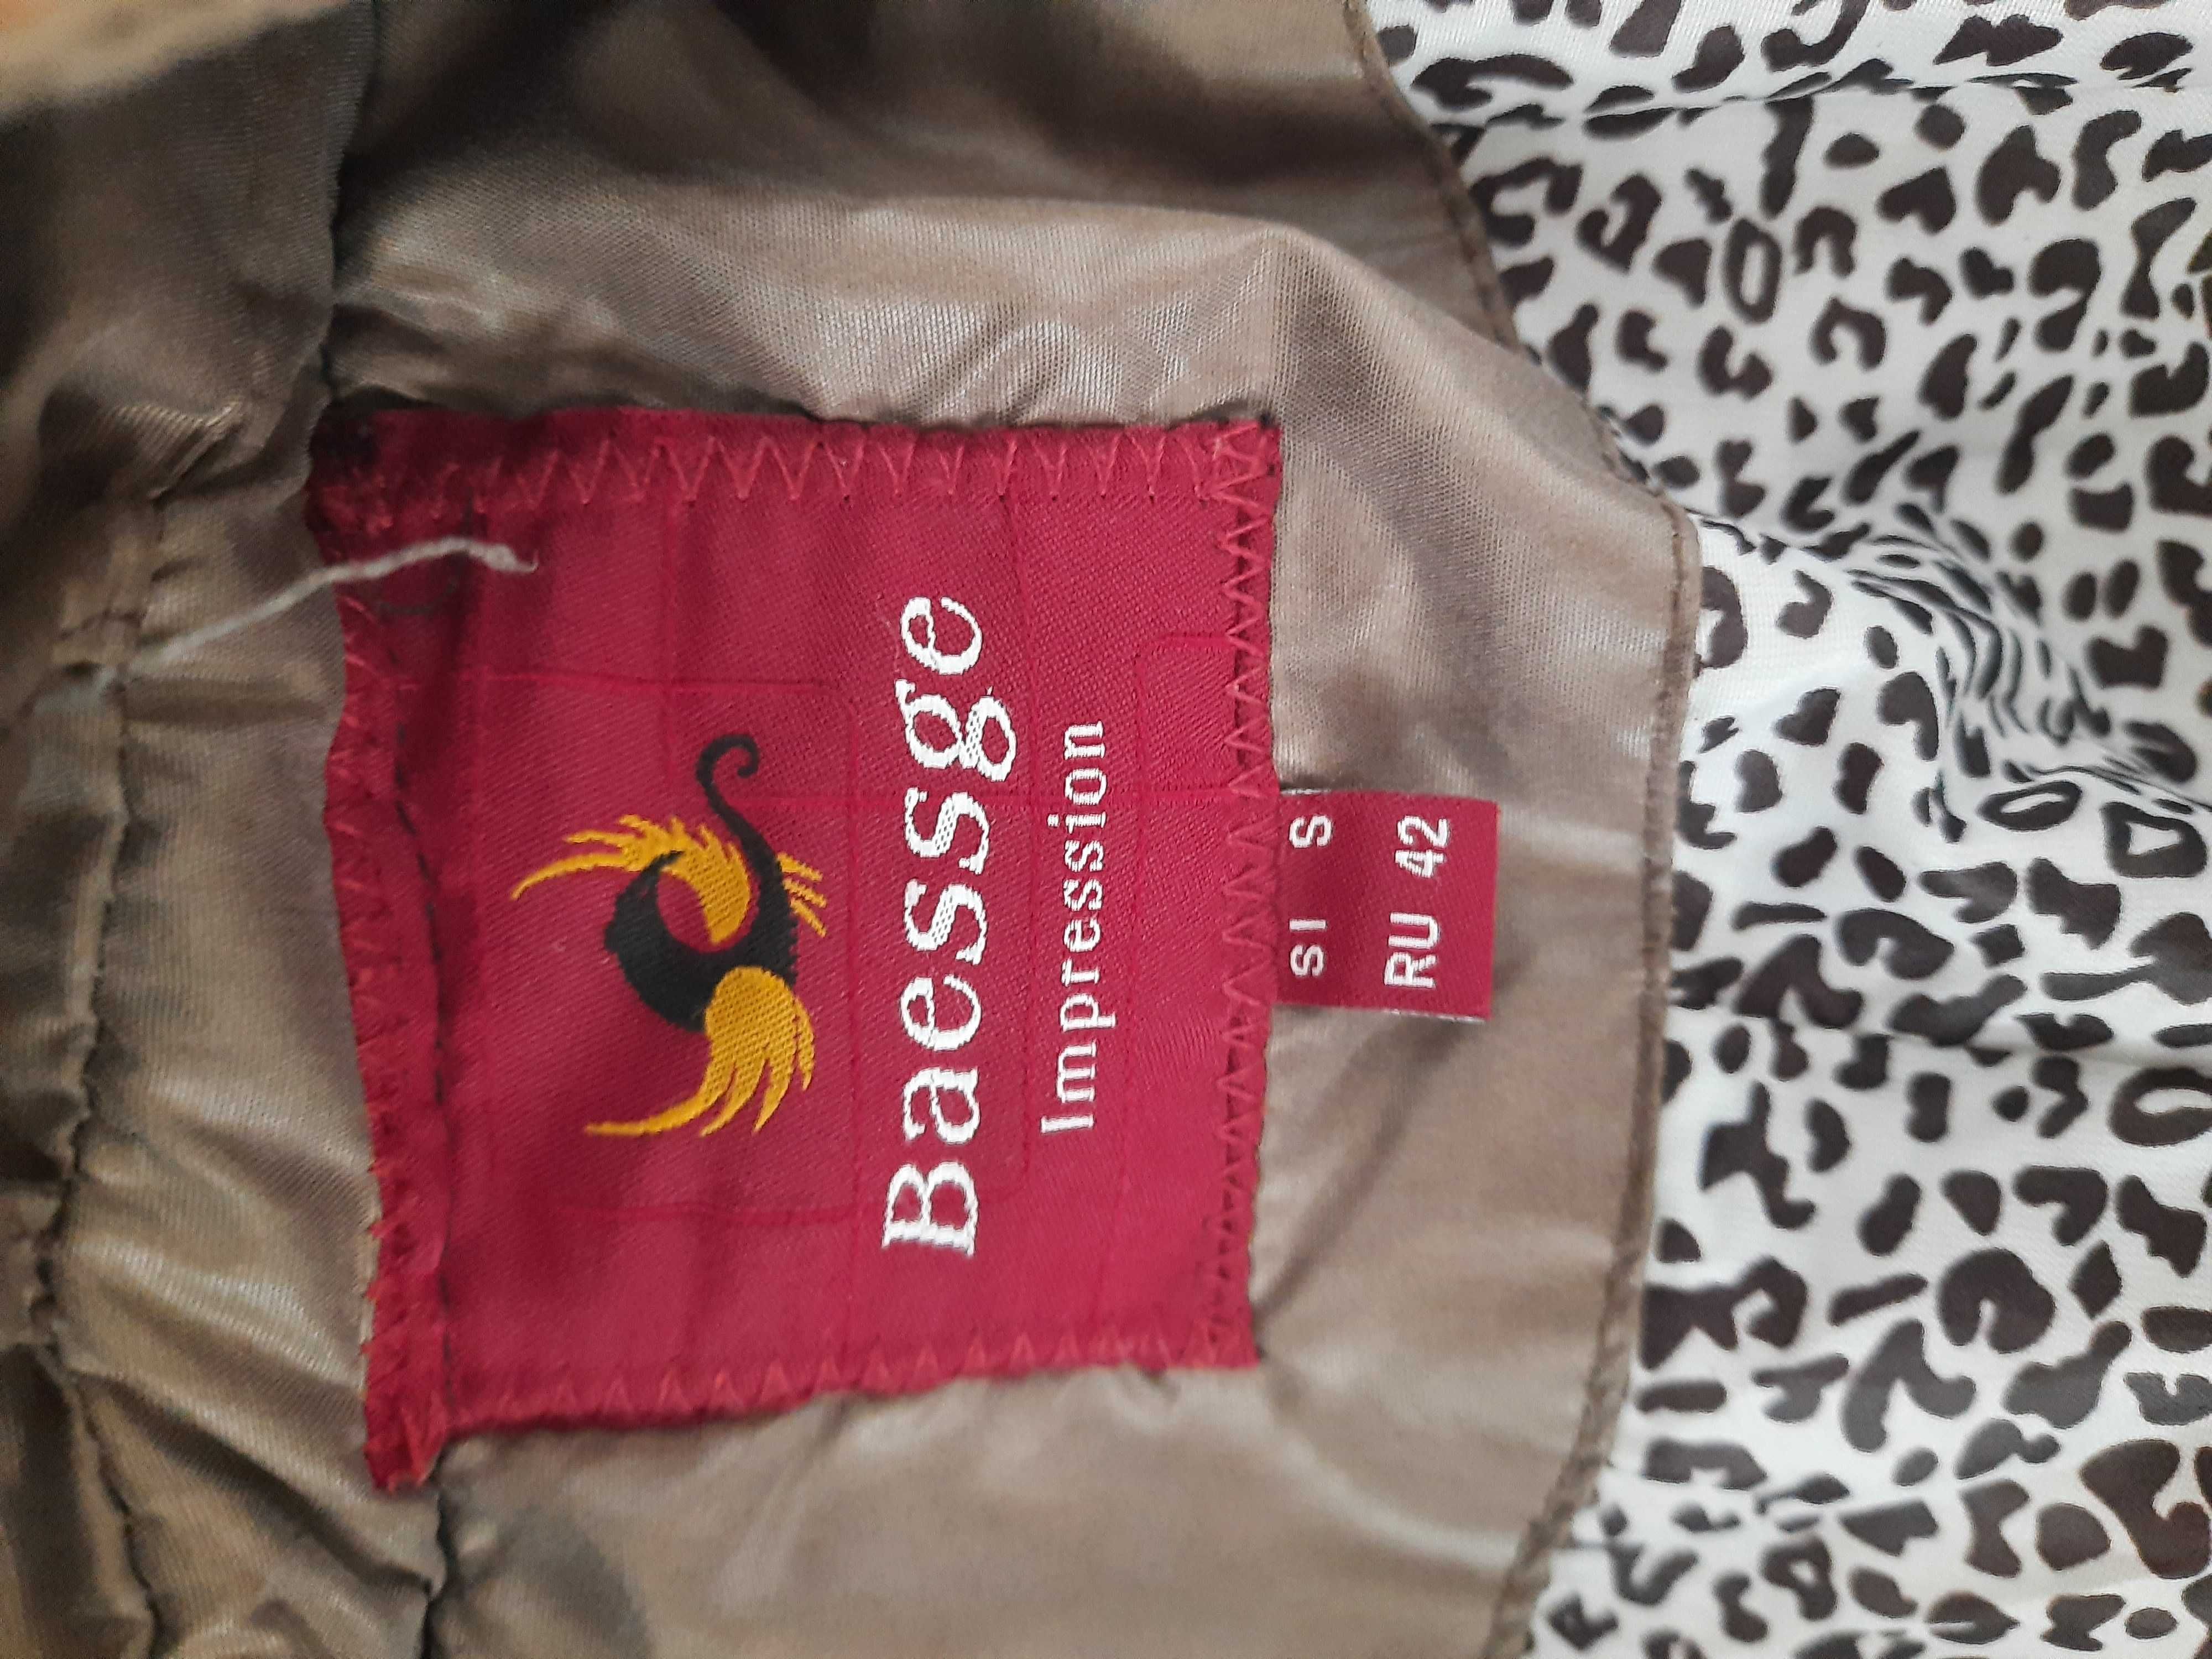 Baessge
Impression
SI S
RU 42